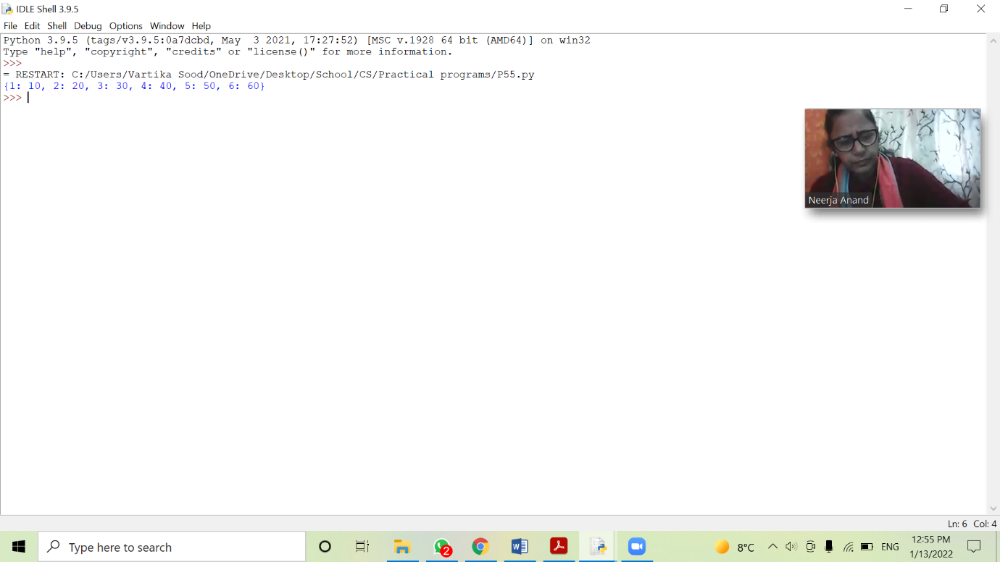 IDLE Shell 3.9.5
File Edit Shell Debug Options Window Help
Python 3.9.5 (tags/v3.9.5:0a7dcbd, May  3 2021, 17:27:52) [MSC v.1928 64 bit (AMD64)] on win32
Type "help", "copyright", "credits" or "license()" for more information.
>>>
= RESTART: C:/Users/Vartika Sood/OneDrive/Desktop/School/CS/Practical programs/P55.py
{1: 10, 2: 20, 3: 30, 4: 40, 5: 50, 6: 60}
>>>
Neerja Anand
Ln: 6 Col: 4
Type here to search
2
W
8°C
ENG
12:55 PM
1/13/2022